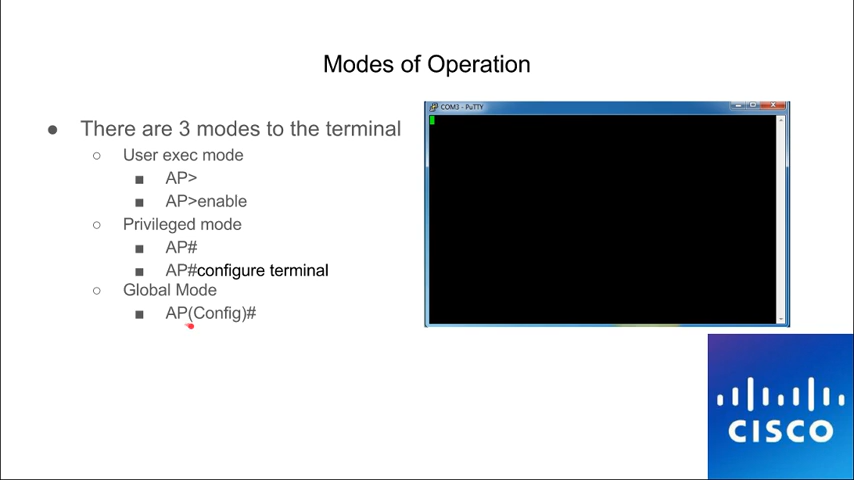 Modes of Operation
There are 3 modes to the terminal
User exec mode
AP>
AP>enable
Privileged mode
AP#
AP#configure terminal
Global Mode
AP(Config)#
COM3 - PuTTY
CISCO